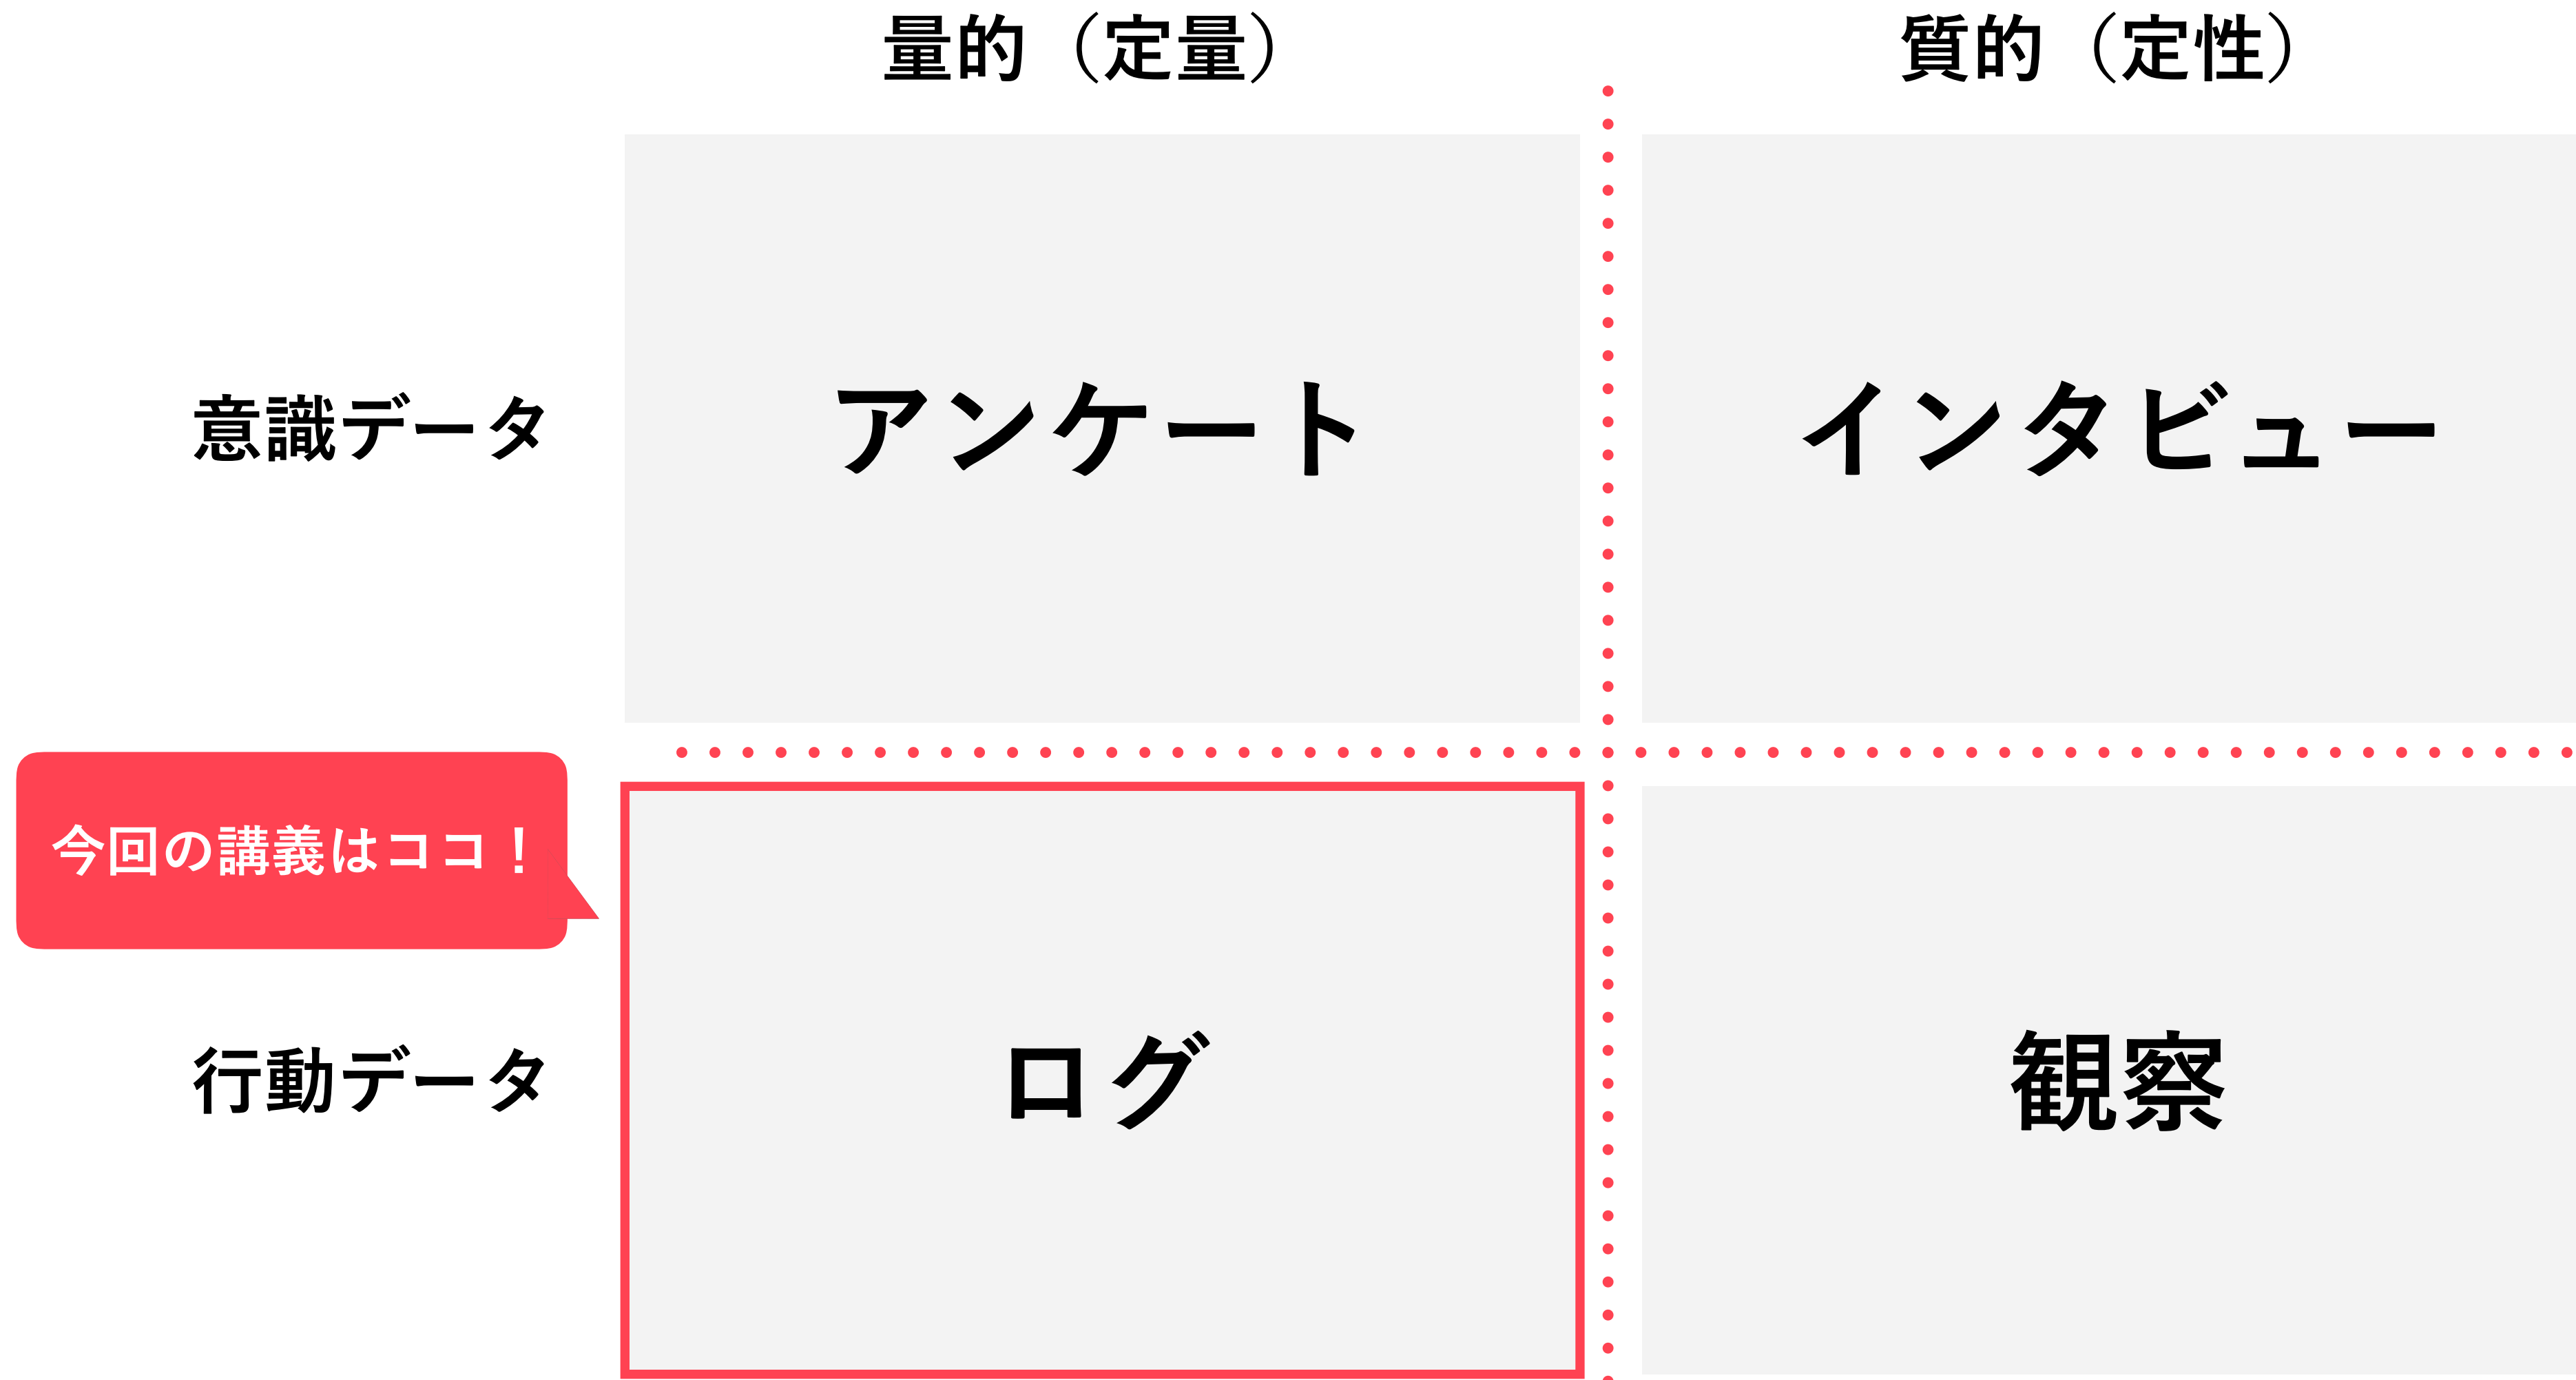 量的（定量）
質的（定性）
意識データ
アンケート
インタビュー
今回の講義はココ！
行動データ
ログ
観察